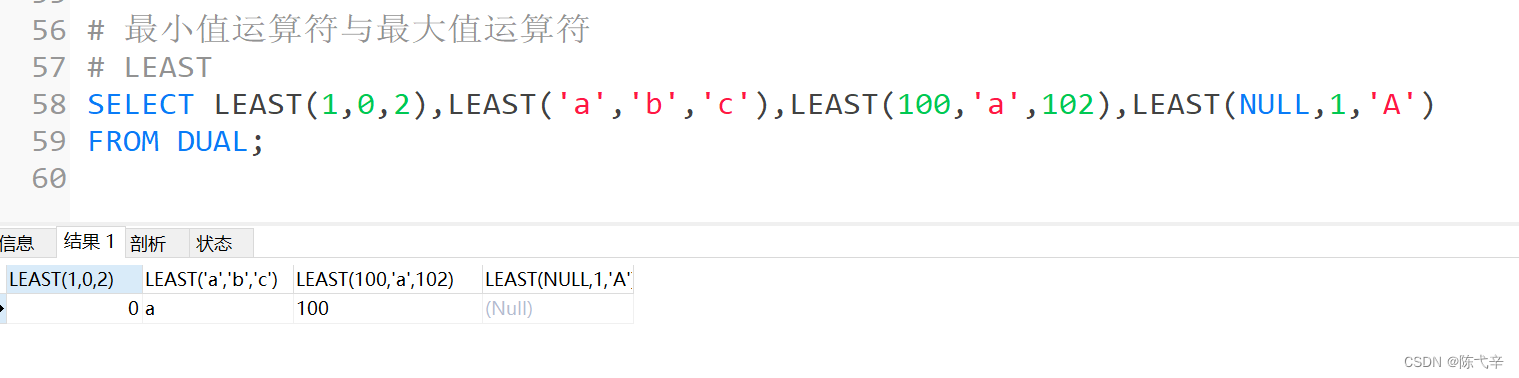 56 # 最小值运算符与最大值运算符
57 # LEAST
58 SELECT LEAST(1,0,2),LEAST('a','b','c'),LEAST(100,'a',102),LEAST(NULL,1,'A')
59 FROM DUAL;
60
信息 结果 1 剖析 状态
LEAST(1,0,2) LEAST('a','b','c') LEAST(100,'a',102) LEAST(NULL,1,'A'
0 a 100 (Null)
CSDN @陈弋辛